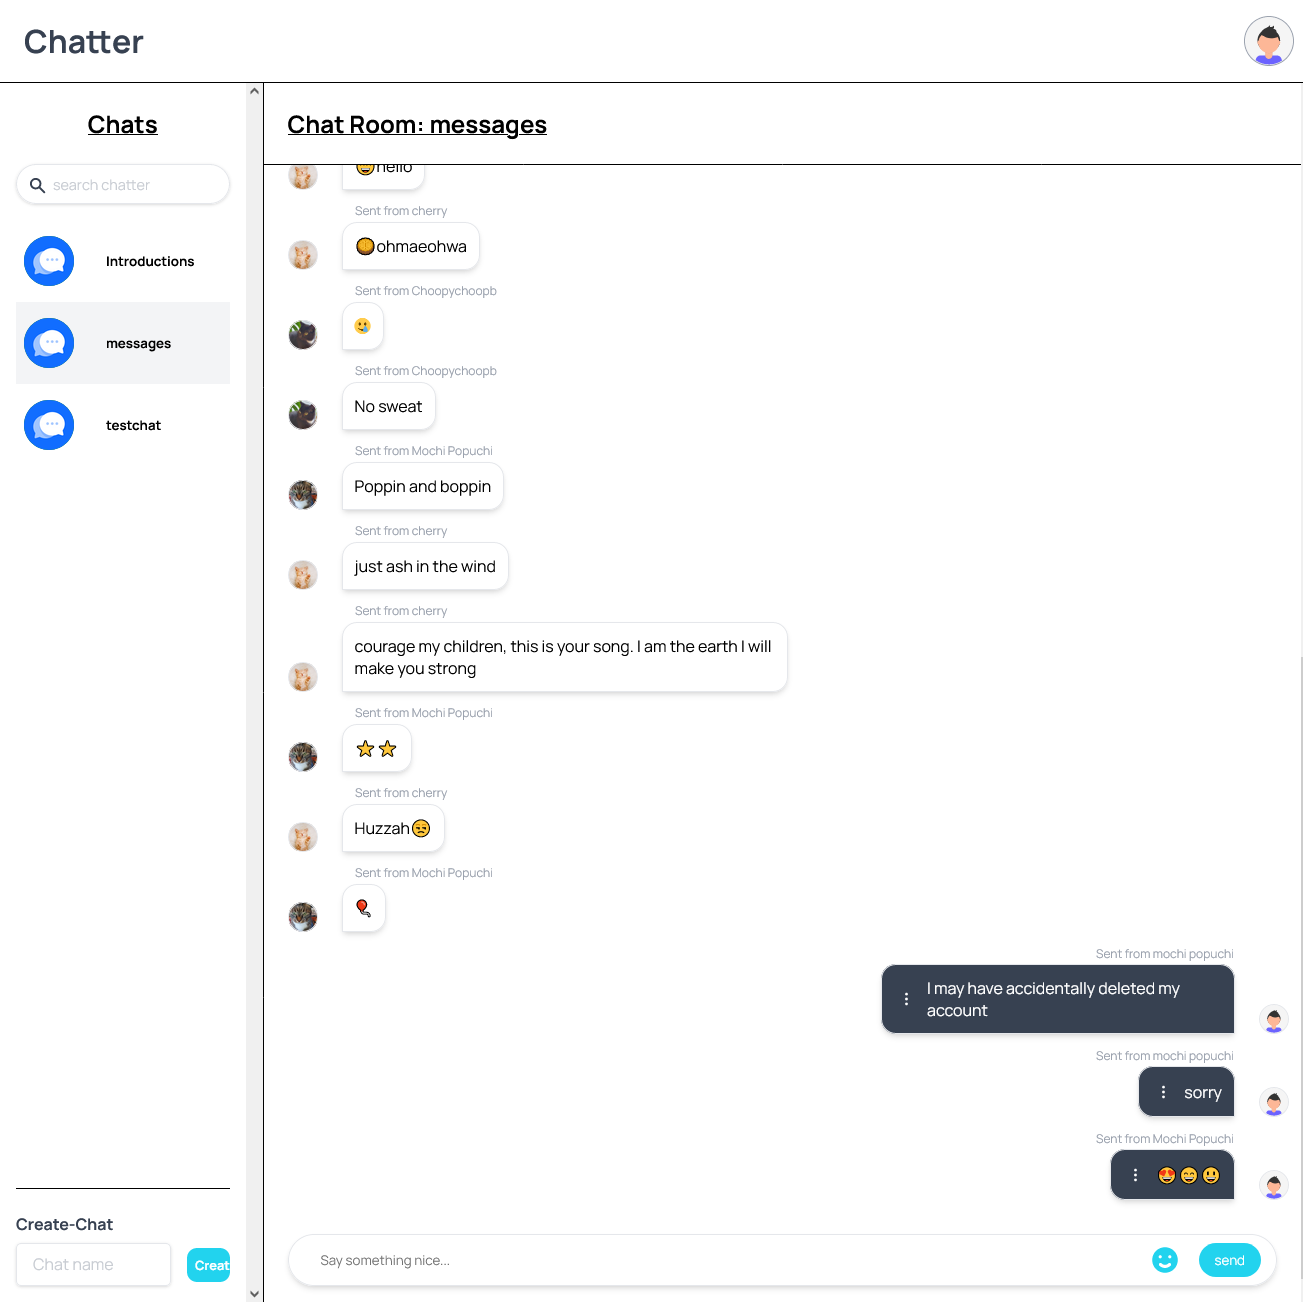 Chatter
Chats
search chatter
Introductions
messages
testchat
Create-Chat
Chat name
Creat
Chat Room: messages
hello
Sent from cherry
ohmaeohwa
Sent from Choopychoopb
Sent from Choopychoopb
No sweat
Sent from Mochi Popuchi
Poppin and boppin
Sent from cherry
just ash in the wind
Sent from cherry
courage my children, this is your song. I am the earth I will
make you strong
Sent from Mochi Popuchi
Sent from cherry
Huzzah
Sent from Mochi Popuchi
Sent from mochi popuchi
I may have accidentally deleted my
account
Sent from mochi popuchi
sorry
Sent from Mochi Popuchi
Say something nice...
send